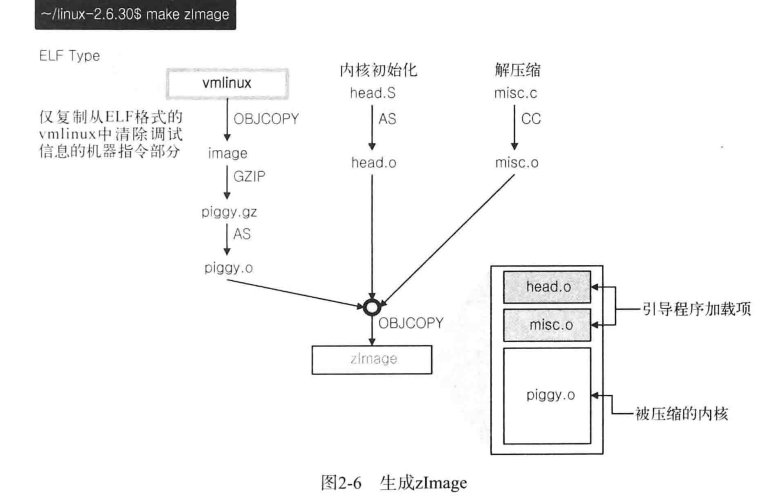 ~/linux-2.6.30$ make zImage
ELF Type
vmlinux
仅复制从ELF格式的
vmlinux中清除调试
信息的机器指令部分
OBJCOPY
image
GZIP
piggy.gz
AS
piggy.o
内核初始化
head.S
AS
head.o
解压缩
misc.c
CC
misc.o
OBJCOPY
zImage
head.o
misc.o
引导程序加载项
piggy.o
被压缩的内核
图2-6 生成zImage